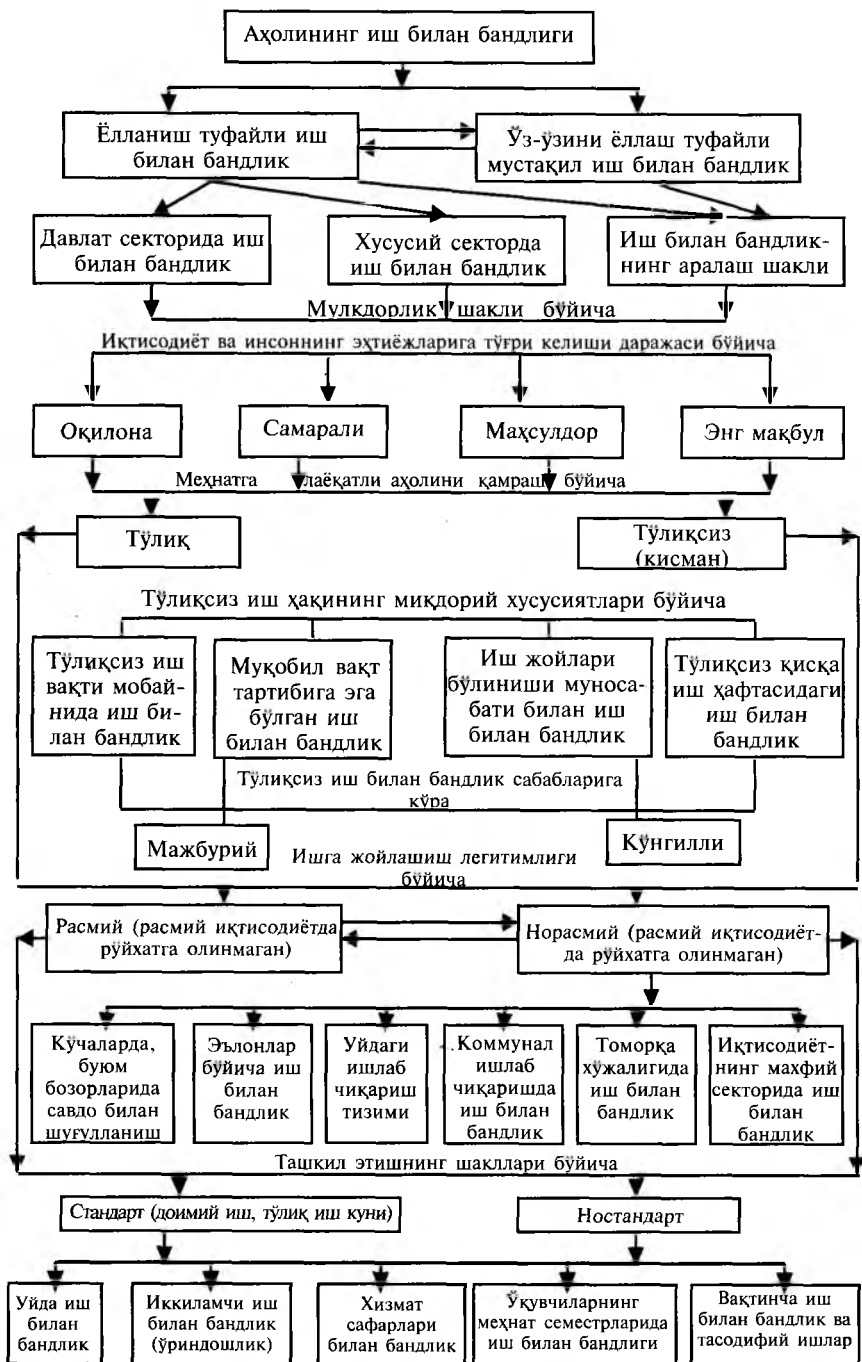 Аҳолининг иш билан бандлиги
Ёлланиш туфайли иш
билан бандлик
Ўз-ўзини ёллаш туфайли
мустақил иш билан бандлик
Давлат секторида иш
билан бандлик
Хусусий секторда
иш билан бандлик
Иш билан бандлик-
нинг аралаш шакли
Мулкдорлик шакли бўйича
Иқтисодиёт ва инсоннинг эҳтиёжларига тўғри келиши даражаси бўйича
Оқилона
Самарали
Маҳсулдор
Энг мақбул
Меҳнатга лаёқатли аҳолини қамраш бўйича
Тўлиқ
Тўлиқсиз
(кисман)
Тўлиқсиз иш ҳақининг миқдорий хусусиятлари бўйича
Тўлиқсиз иш
вақти мобай-
нида иш би-
лан бандлик
Муқобил вақт
тартибига эга
бўлган иш
билан бандлик
Иш жойлари
бўлиниши муноса-
бати билан иш
билан бандлик
Тўлиқсиз қисқа
иш ҳафтасидаги
иш билан
бандлик
Тўлиқсиз иш билан бандлик сабабларига
кўра
Мажбурий
Кўнгилли
Ишга жойлашиш легитимлиги
бўйича
Расмий (расмий иқтисодиётда
рўйхатга олинмаган)
Норасмий (расмий иқтисодиёт-
да рўйхатга олинмаган)
Кўчаларда,
буюм
бозорларида
савдо билан
шуғулланиш
Эълонлар
бўйича иш
билан
бандлик
Уйдаги
ишлаб
чиқариш
тизими
Коммунал
ишлаб
чиқаришда
иш билан
бандлик
Томорқа
хўжалигида
иш билан
бандлик
Иқтисодиёт-
нинг махфий
секторида иш
билан
бандлик
Ташкил этишнинг шакллари бўйича
Стандарт (доимий иш, тўлиқ иш куни)
Ностандарт
Уйда иш
билан
бандлик
Иккиламчи иш
билан бандлик
(ўриндошлик)
Хизмат
сафарлари
билан бандлик
Ўқувчиларнинг
меҳнат семестрларида
иш билан бандлиги
Вақтинча иш
билан бандлик ва
тасодифий ишлар